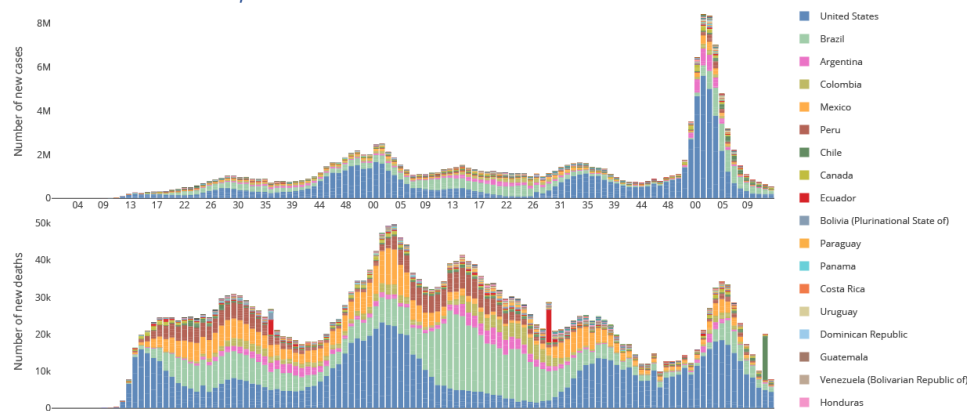 8M
6M
4M
2M
0
Number of new cases
04 09 13 17 22 26 31 35 39 44 48 00 05 09 13 17 22 26 31 35 39 44 48 00 05 09
50k
40k
30k
20k
10k
0
Number of new deaths
United States
Brazil
Argentina
Colombia
Mexico
Peru
Chile
Canada
Ecuador
Bolivia (Plurinational State of)
Paraguay
Panama
Costa Rica
Uruguay
Dominican Republic
Guatemala
Venezuela (Bolivarian Republic of)
Honduras